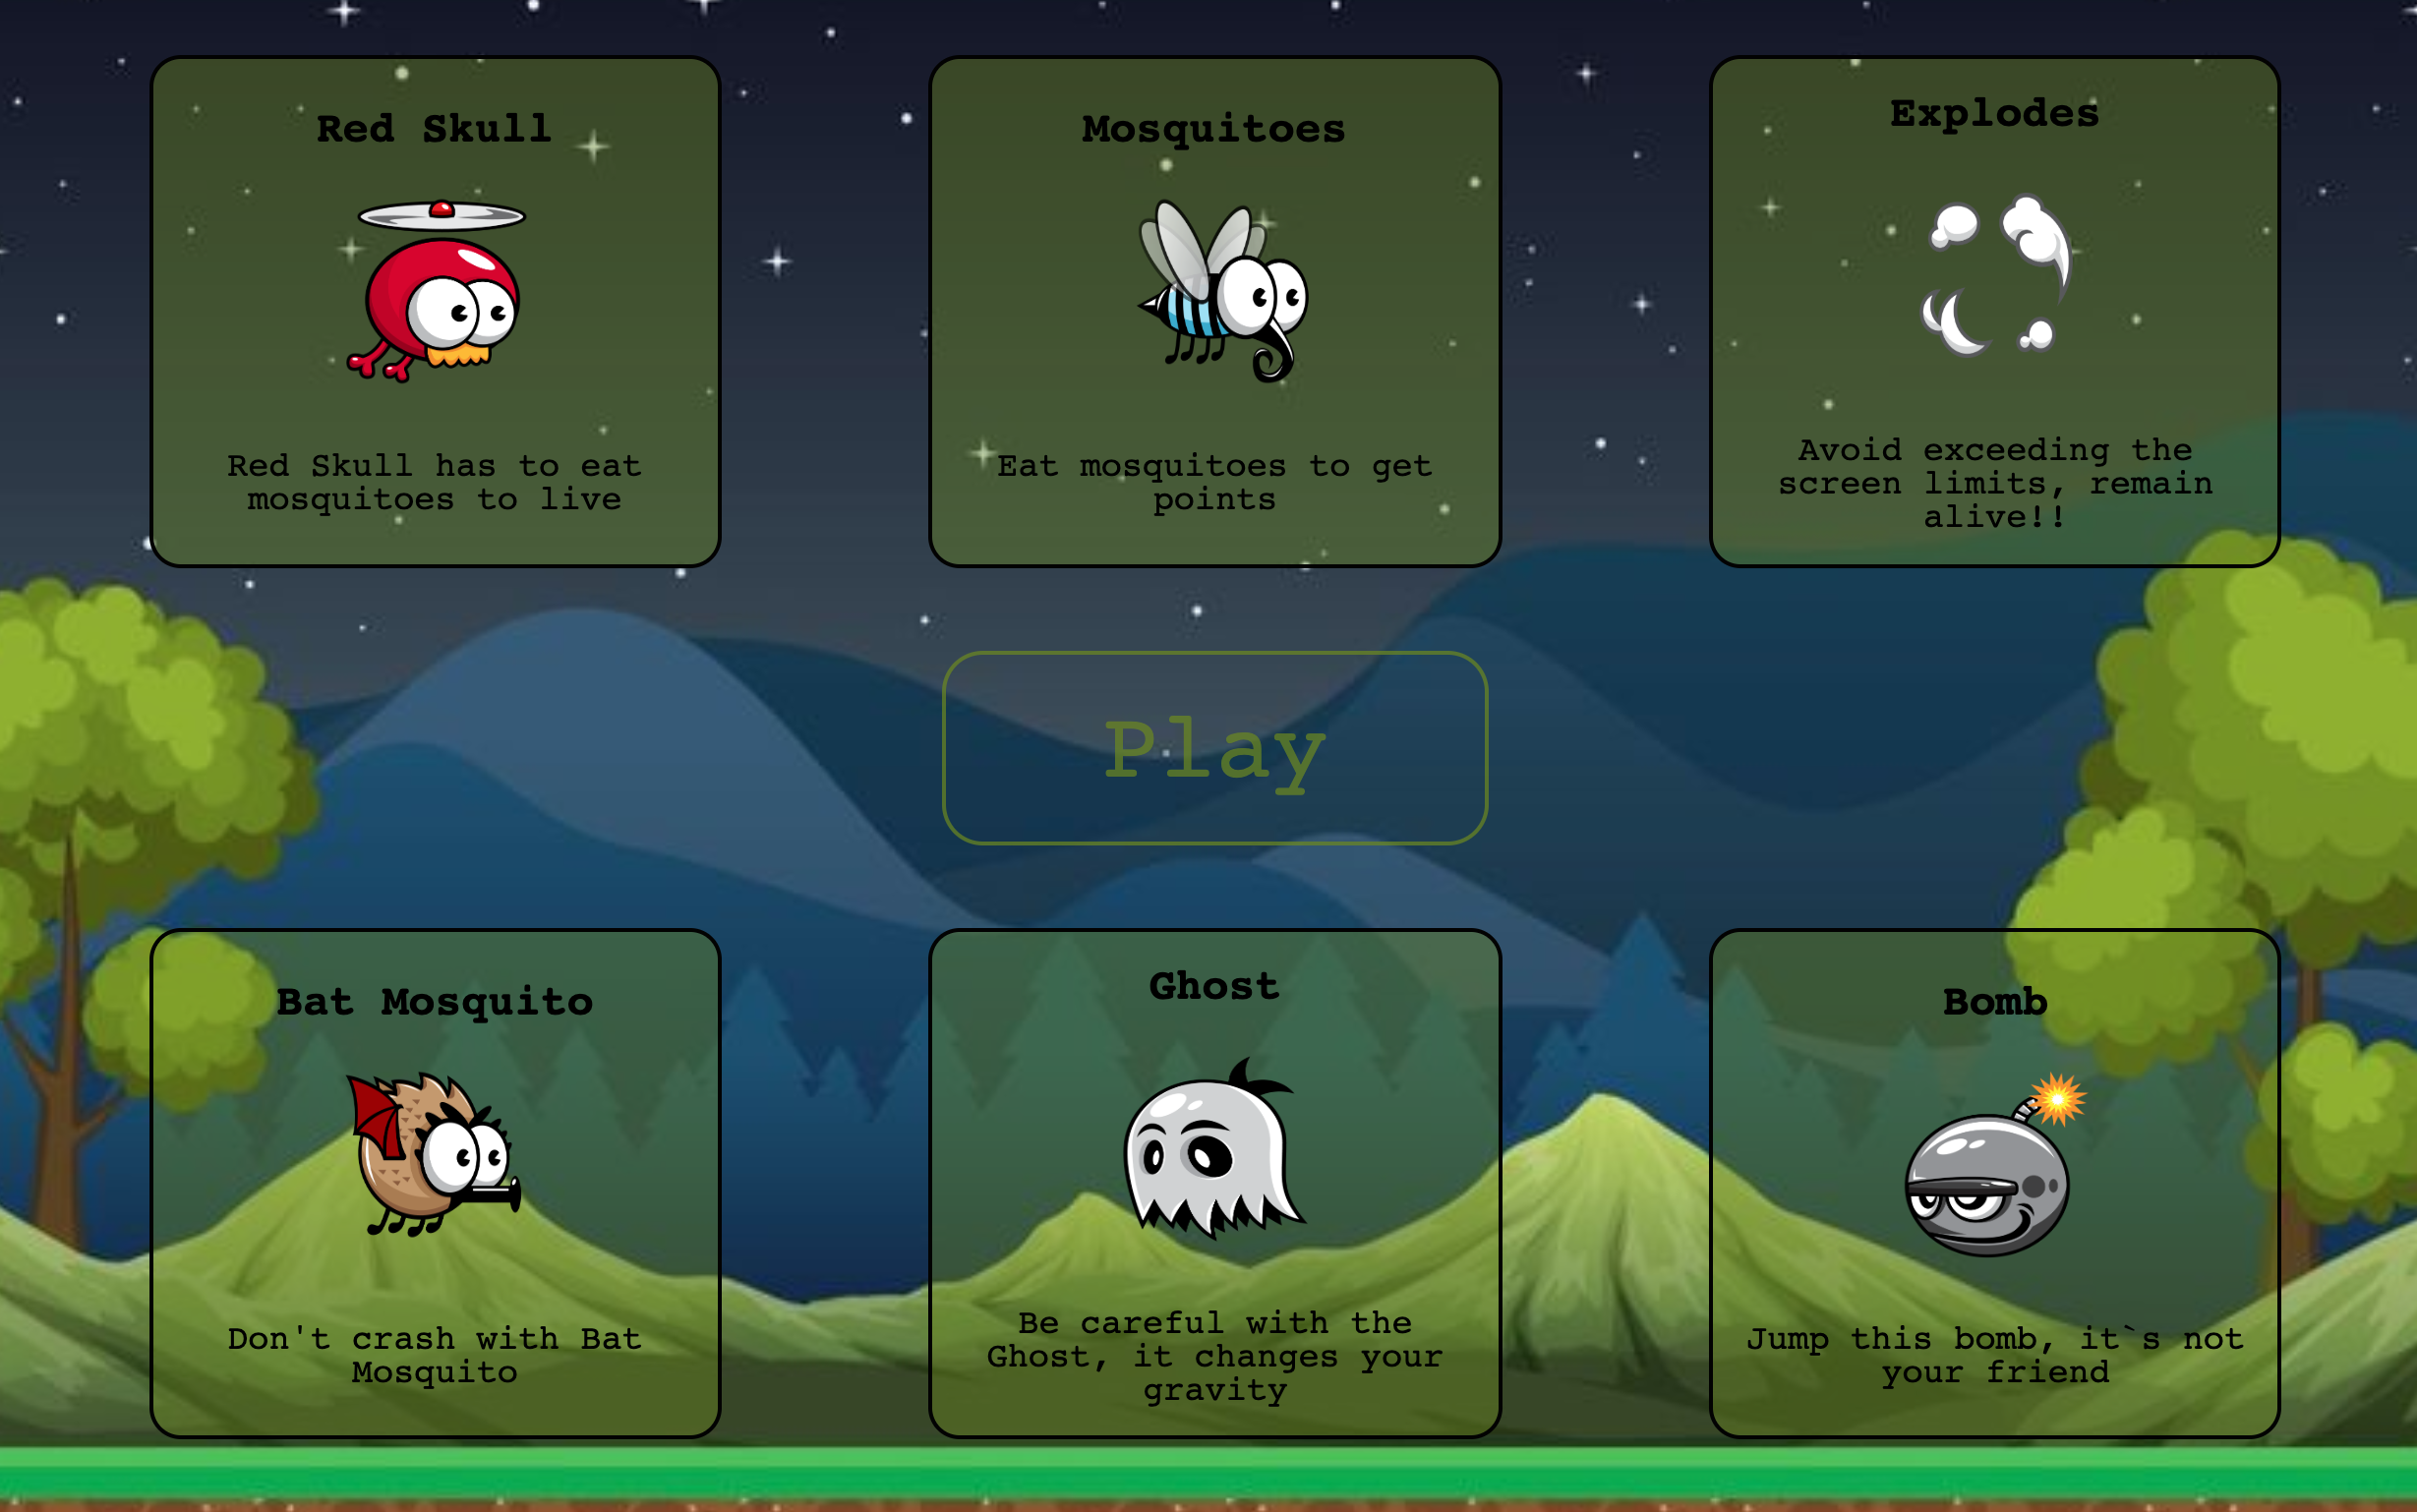 Red Skull
Red Skull has to eat
mosquitoes to live
Mosquitoes
Eat mosquitoes to get
points
Explodes
Avoid exceeding the
screen limits, remain
alive!!
Play
Bat Mosquito
Don't crash with Bat
Mosquito
Ghost
Be careful with the
Ghost, it changes your
gravity
Bomb
Jump this bomb, it`s not
your friend